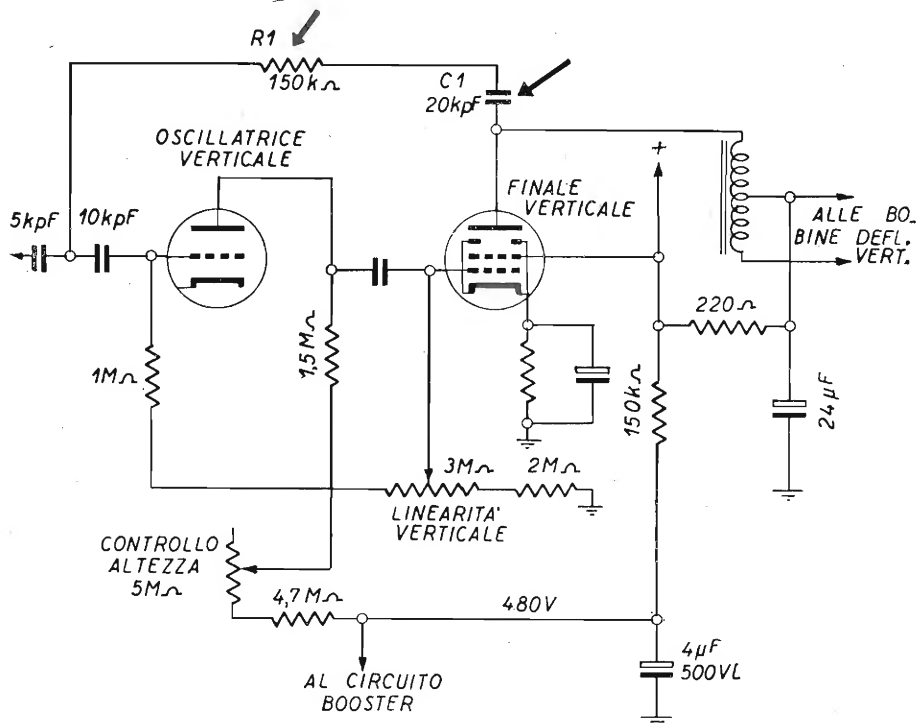 R1
150kΩ
C1
20kpF
OSCILLATRICE
VERTICALE
FINALE
VERTICALE
+
5kpF
10kpF
ALLE BO-
BINE DEFL.
VERT.
1MΩ
1,5MΩ
220Ω
150kΩ
24µF
3MΩ
2MΩ
LINEARITA'
VERTICALE
CONTROLLO
ALTEZZA
5MΩ
4,7MΩ
480V
4µF
500VL
AL CIRCUITO
BOOSTER